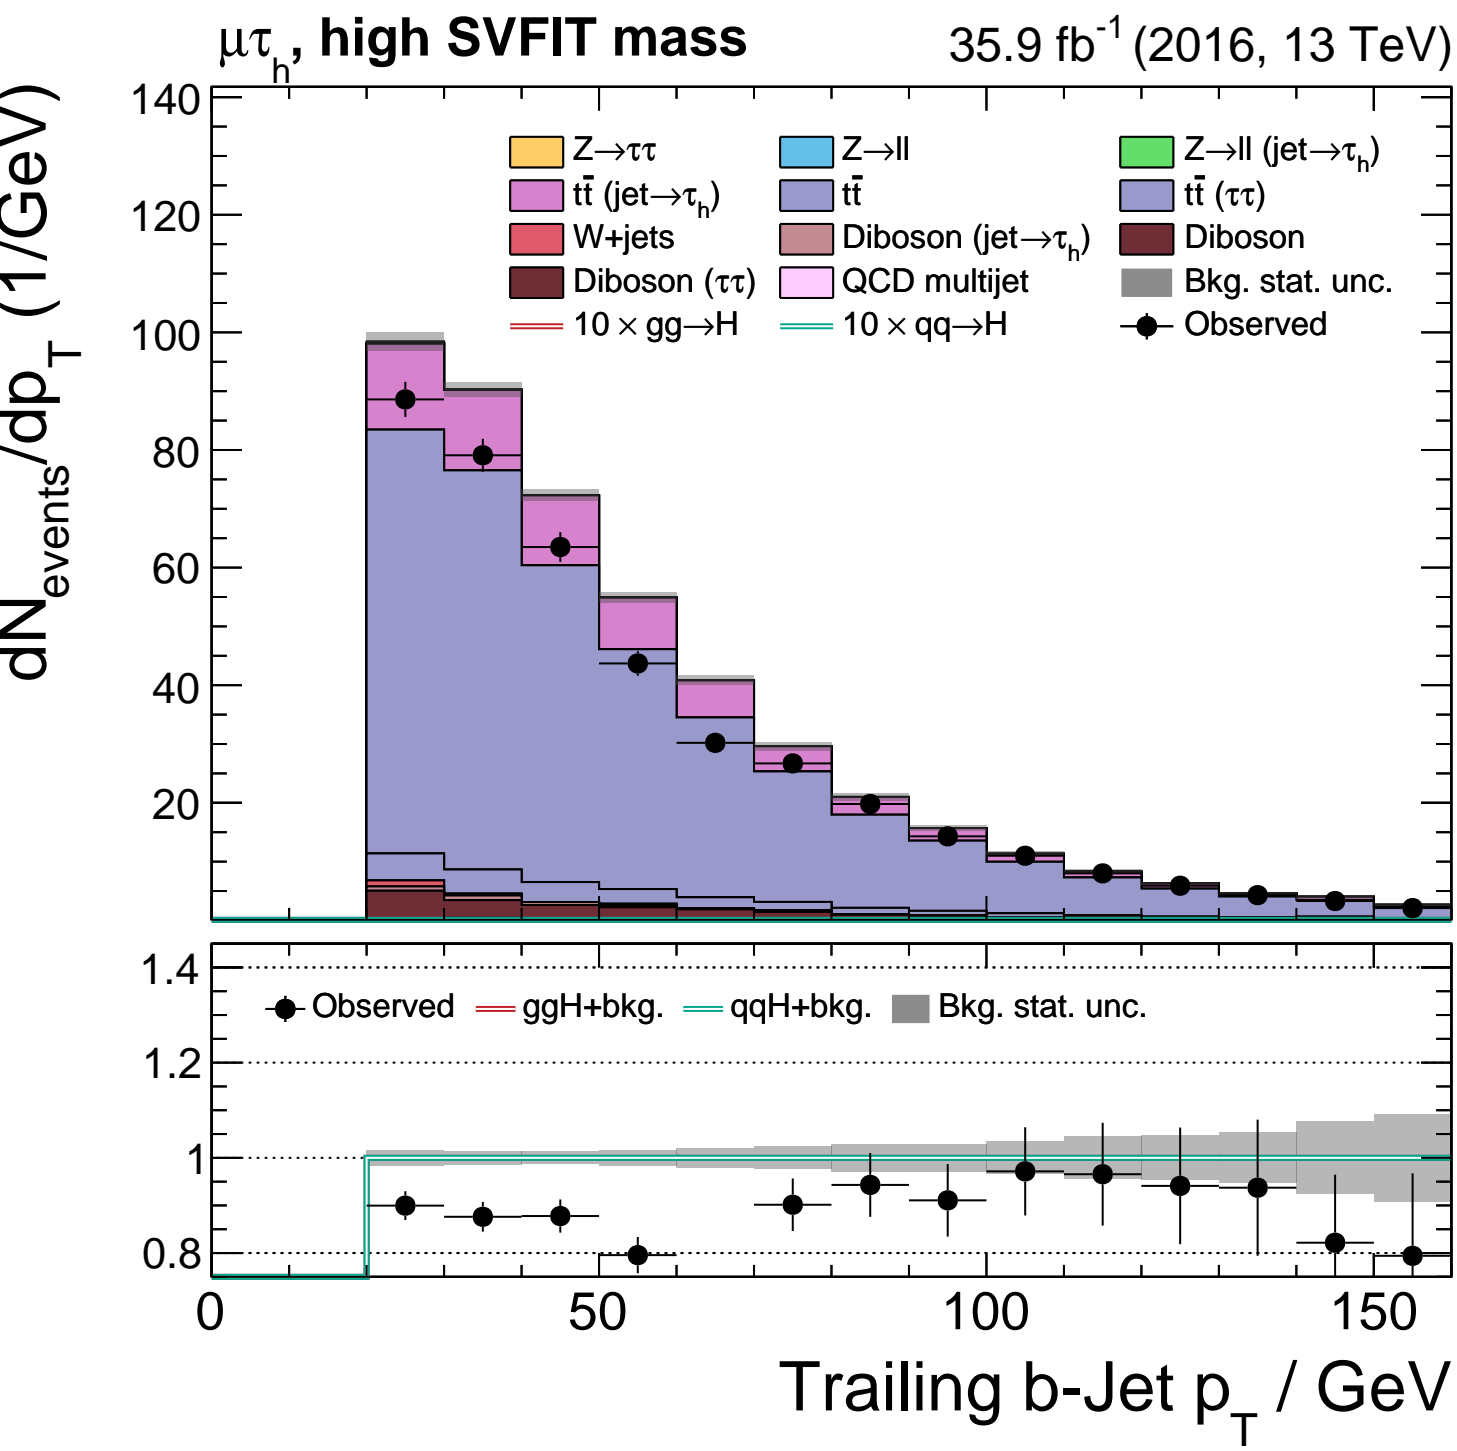 μτh, high SVFIT mass 35.9 fb-1 (2016, 13 TeV)
dNevents/dpT (1/GeV)
140
120
100
80
60
40
20
Z→ττ Z→ll Z→ll (jet→τh)
tt̄ (jet→τh) tt̄ tt̄ (ττ)
W+jets Diboson (jet→τh) Diboson
Diboson (ττ) QCD multijet Bkg. stat. unc.
10 × gg→H 10 × qq→H Observed
1.4
1.2
1
0.8
Observed ggH+bkg. qqH+bkg. Bkg. stat. unc.
0 50 100 150
Trailing b-Jet pT / GeV